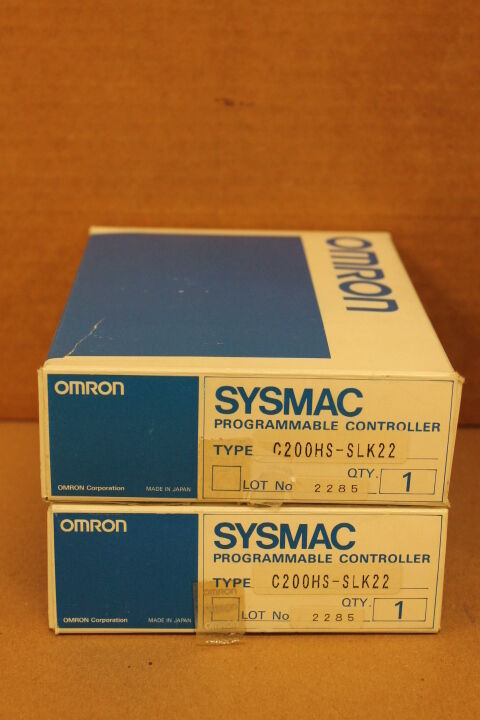 omron
omron
SYSMAC
PROGRAMMABLE CONTROLLER
TYPE C200HS-SLK22
QTY. 1
LOT No 2285
OMRON Corporation MADE IN JAPAN
omron
SYSMAC
PROGRAMMABLE CONTROLLER
TYPE C200HS-SLK22
omron
QTY. 1
LOT No 2285
OMRON Corporation MADE IN JAPAN